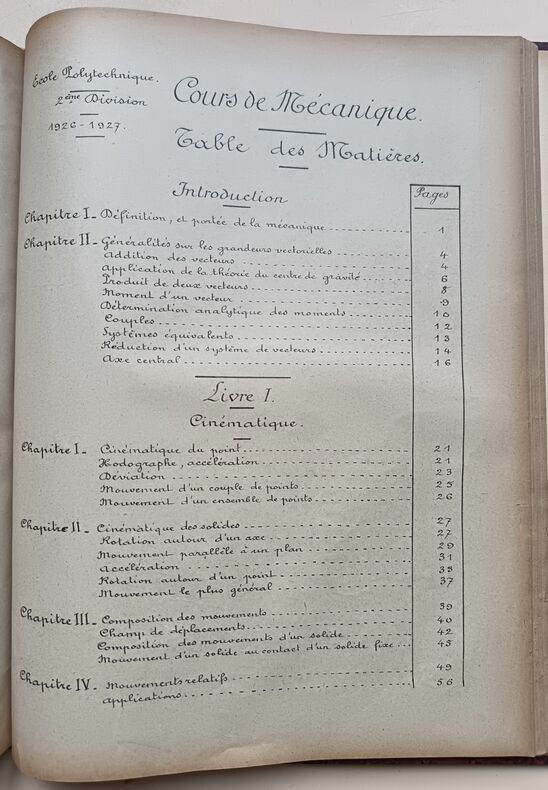 École Polytechnique.
2ème Division
1926-1927.
Cours de Mécanique.
Table des Matières.
Introduction
Pages
Chapitre I_ Définition, et portée de la mécanique 1
Chapitre II_ Généralités sur les grandeurs vectorielles 4
Addition des vecteurs 4
Application de la théorie du centre de gravité 6
Produit de deux vecteurs 8
Moment d'un vecteur 9
Détermination analytique des moments 10
Couples 12
Systèmes équivalents 13
Réduction d'un système de vecteurs 14
Axe central 16
Livre I.
Cinématique.
Chapitre I_ Cinématique du point 21
Hodographe, accélération 21
Déviation 23
Mouvement d'un couple de points 25
Mouvement d'un ensemble de points 26
Chapitre II_ Cinématique des solides 27
Rotation autour d'un axe 27
Mouvement parallèle à un plan 29
Accélération 31
Rotation autour d'un point 33
Mouvement le plus général 37
Chapitre III_ Composition des mouvements 39
Champ de déplacements 40
Composition des mouvements d'un solide 42
Mouvement d'un solide au contact d'un solide fixe 45
Chapitre IV_ Mouvements relatifs 49
Applications 56